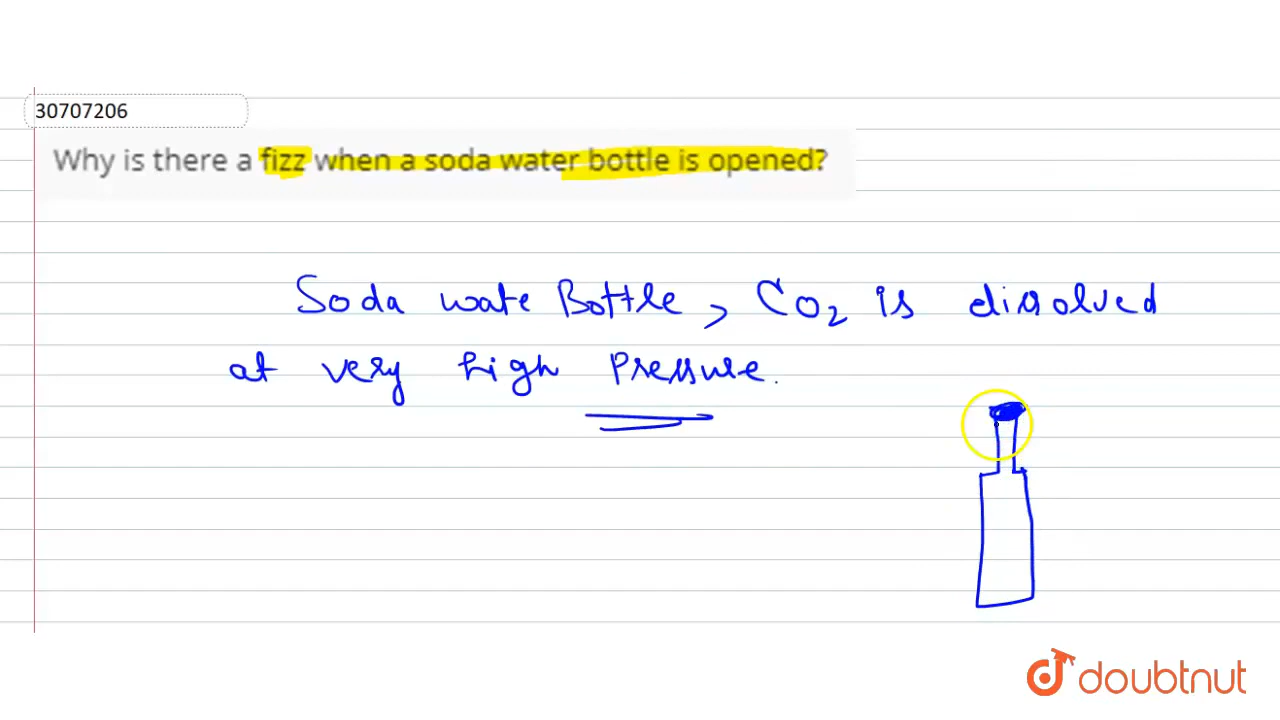 30707206
Why is there a fizz when a soda water bottle is opened?
Soda wate Bottle, CO2 is dissolved
at very high pressure.
doubtnut